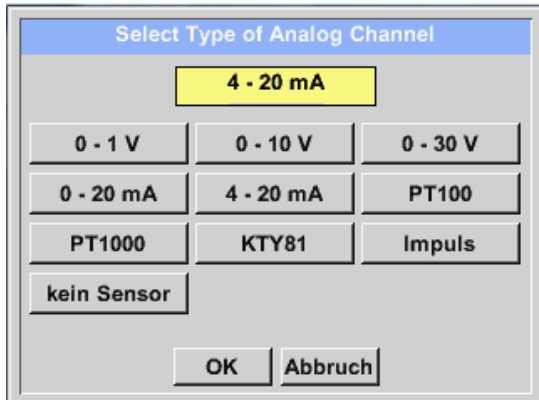 Select Type of Analog Channel
4 - 20 mA
0 - 1 V 0 - 10 V 0 - 30 V
0 - 20 mA 4 - 20 mA PT100
PT1000 KTY81 Impuls
kein Sensor
OK Abbruch